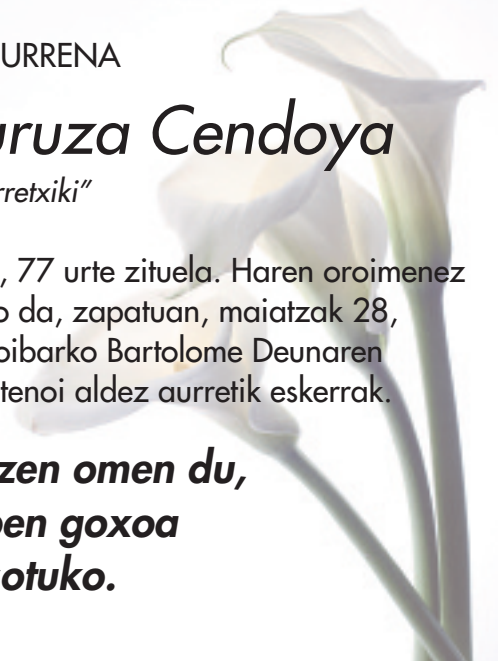 URRENA
uruza Cendoya
rretxiki”
, 77 urte zituela. Haren oroimenez
o da, zapatuan, maiatzak 28,
oibarko Bartolome Deunaren
tenoi aldez aurretik eskerrak.
zen omen du,
pen goxoa
otuko.